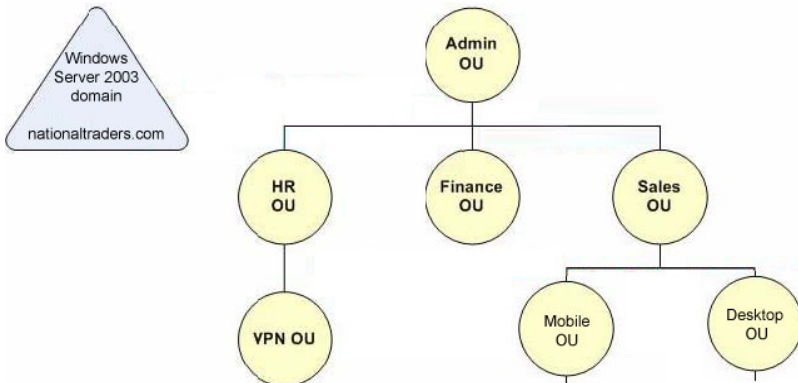 Windows
Server 2003
domain
nationaltraders.com
Admin
OU
HR
OU
Finance
OU
Sales
OU
VPN OU
Mobile
OU
Desktop
OU